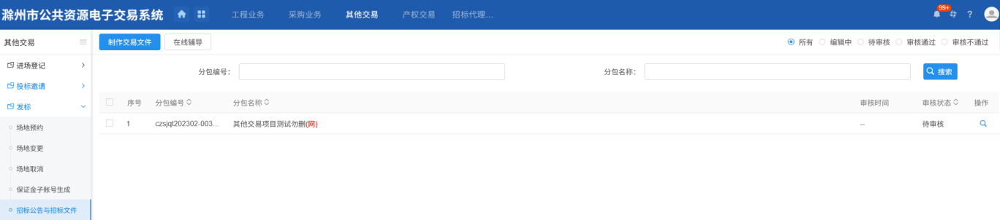 滁州市公共资源电子交易系统 工程业务 采购业务 其他交易 产权交易 招标代理... 99+ ?
其他交易 制作交易文件 在线辅导 所有 编辑中 待审核 审核通过 审核不通过
进场登记
分包编号： 分包名称： 搜索
投标邀请
发标
序号 分包编号 分包名称 审核时间 审核状态 操作
1 czsjqt202302-003... 其他交易项目测试勿删(网) -- 待审核
场地预约
场地变更
场地取消
保证金子账号生成
招标公告与招标文件